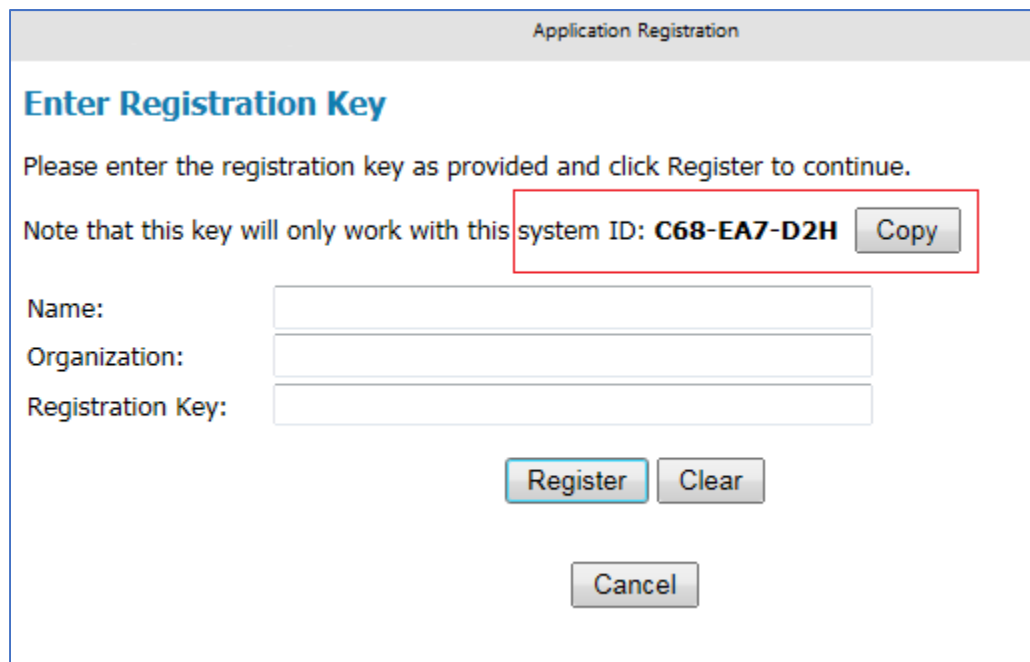 Application Registration
Enter Registration Key
Please enter the registration key as provided and click Register to continue.
Note that this key will only work with this system ID: C68-EA7-D2H Copy
Name:
Organization:
Registration Key:
Register Clear
Cancel